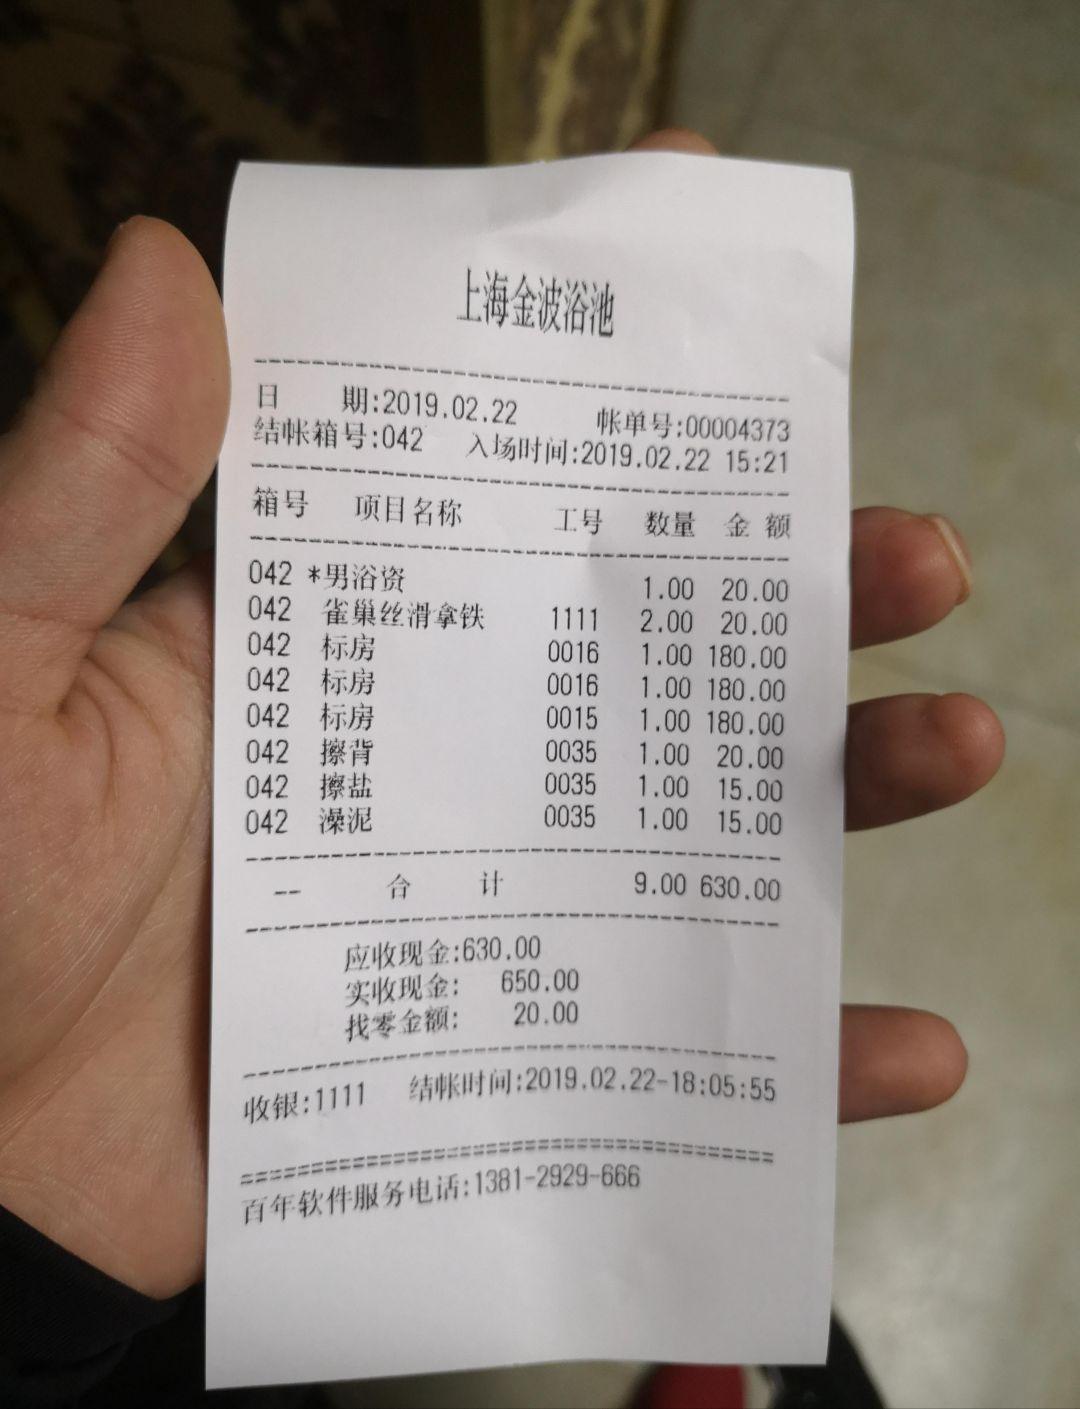 上海金波浴池
日 期:2019.02.22 帐单号:00004373
结帐箱号:042 入场时间:2019.02.22 15:21
箱号 项目名称 工号 数量 金 额
042 *男浴资 1.00 20.00
042 雀巢丝滑拿铁 1111 2.00 20.00
042 标房 0016 1.00 180.00
042 标房 0016 1.00 180.00
042 标房 0015 1.00 180.00
042 擦背 0035 1.00 20.00
042 擦盐 0035 1.00 15.00
042 澡泥 0035 1.00 15.00
-- 合 计 9.00 630.00
应收现金:630.00
实收现金: 650.00
找零金额: 20.00
收银:1111 结帐时间:2019.02.22-18:05:55
百年软件服务电话:1381-2929-666